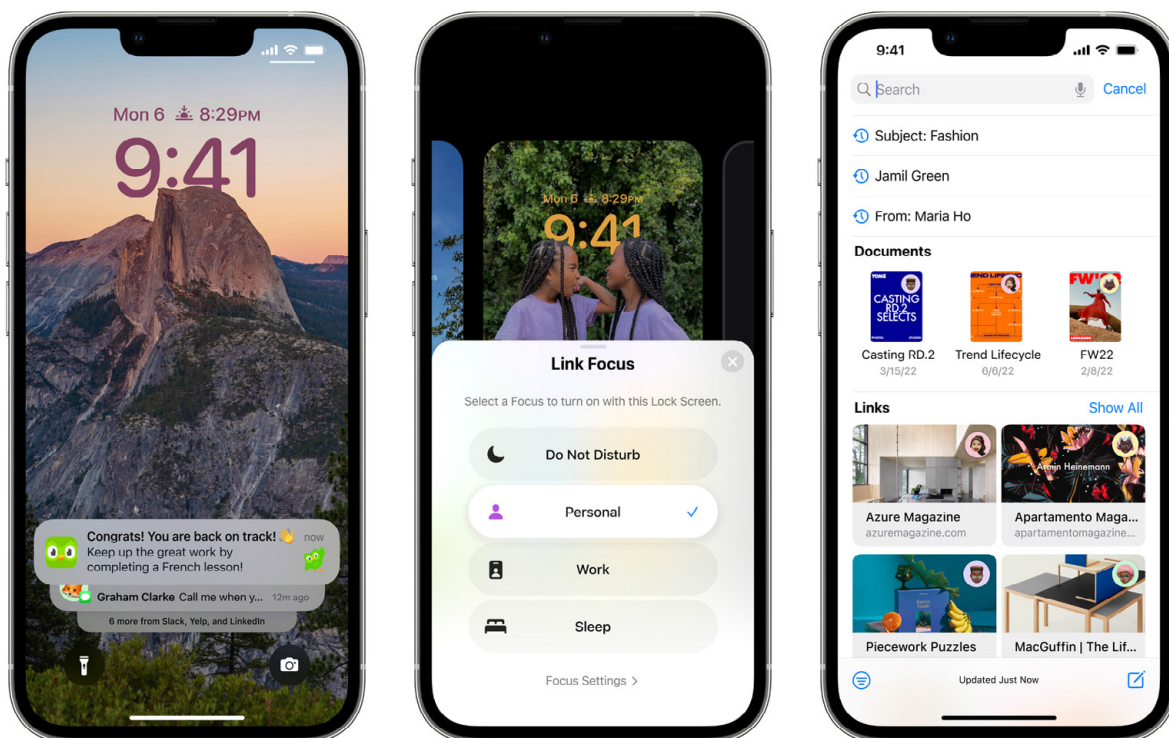 Mon 6 8:29PM
9:41
Congrats! You are back on track! 👋 now
Keep up the great work by
completing a French lesson!
Graham Clarke Call me when y... 12m ago
6 more from Slack, Yelp, and LinkedIn
Mon 6 8:29PM
9:41
Link Focus
Select a Focus to turn on with this Lock Screen.
Do Not Disturb
Personal
Work
Sleep
Focus Settings >
9:41
Search
Cancel
Subject: Fashion
Jamil Green
From: Maria Ho
Documents
YOME
CASTING
RD.2
SELECTS
TREND LIFECYCLE
Casting RD.2
3/15/22
Trend Lifecycle
6/6/22
FW22
2/8/22
Links
Show All
Armin Heinemann
Azure Magazine
azuremagazine.com
Apartamento Maga...
apartamentomagazine...
Piecework Puzzles
MacGuffin | The Lif...
Updated Just Now